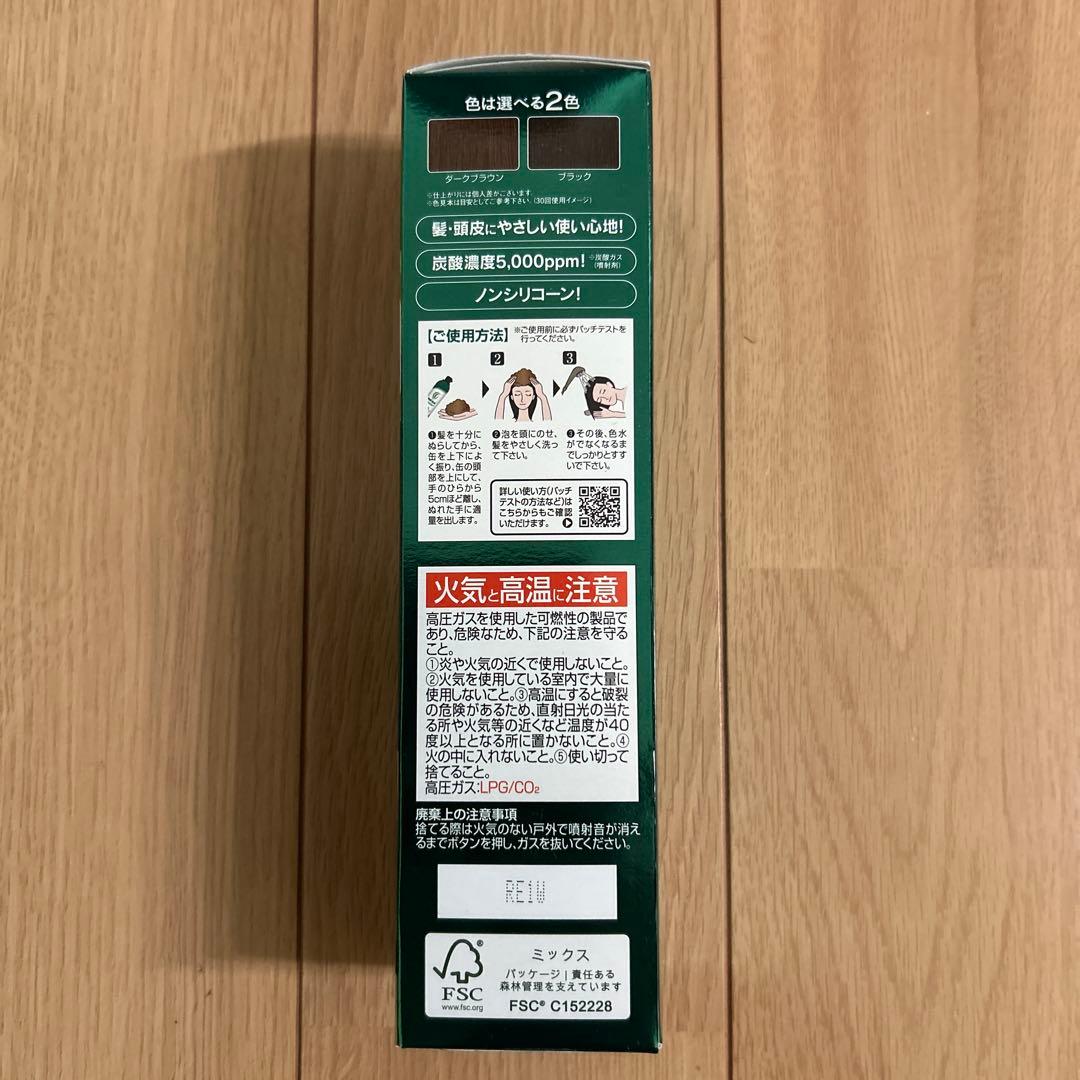 色は選べる2色
ダークブラウン
ブラック
※仕上がりには個人差がございます。
※色見本は目安としてご参考下さい。(30回使用イメージ)
髪・頭皮にやさしい使い心地!
炭酸濃度5,000ppm! ※炭酸ガス
(噴射剤)
ノンシリコーン!
【ご使用方法】 ※ご使用前に必ずパッチテストを
行ってください。
1
2
3
❶髪を十分に
ぬらしてから、
缶を上下によ
く振り、缶の頭
部を上にして、
手のひらから
5cmほど離し、
ぬれた手に適
量を出します。
❷泡を頭にのせ、
髪をやさしく洗っ
て下さい。
❸その後、色水
がでなくなるま
でしっかりとすす
いで下さい。
詳しい使い方(パッチ
テストの方法など)は
こちらからもご確認
いただけます。
火気と高温に注意
高圧ガスを使用した可燃性の製品で
あり、危険なため、下記の注意を守る
こと。
①炎や火気の近くで使用しないこと。
②火気を使用している室内で大量に
使用しないこと。③高温にすると破裂
の危険があるため、直射日光の当た
る所や火気等の近くなど温度が40
度以上となる所に置かないこと。④
火の中に入れないこと。⑤使い切って
捨てること。
高圧ガス:LPG/CO₂
廃棄上の注意事項
捨てる際は火気のない戸外で噴射音が消え
るまでボタンを押し、ガスを抜いてください。
RE1W
FSC
www.fsc.org
ミックス
パッケージ|責任ある
森林管理を支えています
FSC® C152228